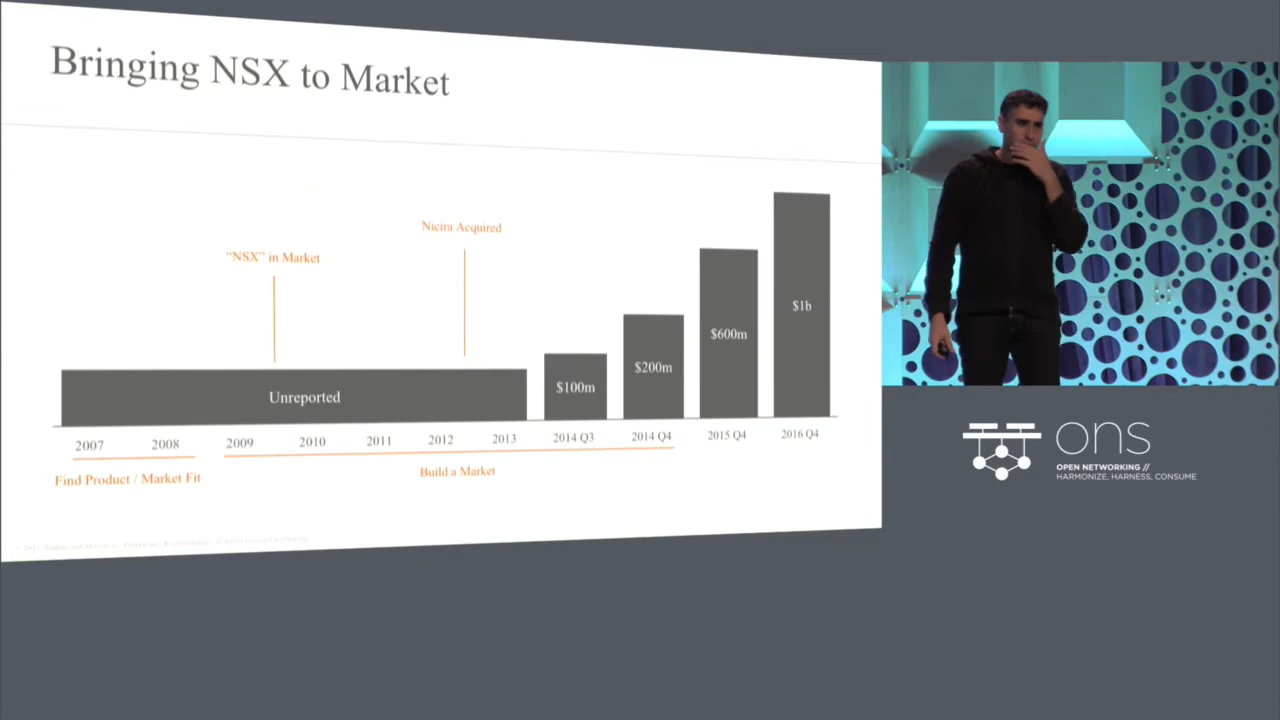 Bringing NSX to Market
Nicira Acquired
“NSX” in Market
$1b
$600m
$200m
$100m
Unreported
2007 2008 2009 2010 2011 2012 2013 2014 Q3 2014 Q4 2015 Q4 2016 Q4
Find Product / Market Fit
Build a Market
ons
OPEN NETWORKING //
HARMONIZE. HARNESS. CONSUME